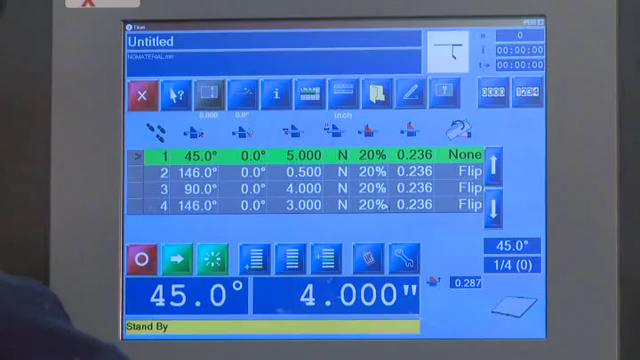 Titan
Untitled
NOMATERIAL.mtr
n 0
00:00:00
t→ 00:00:00
X ? i ? 0000 1234
8.000 0.0° inch
> 1 45.0° 0.0° 5.000 N 20% 0.236 None
2 146.0° 0.0° 0.500 N 20% 0.236 Flip
3 90.0° 0.0° 4.000 N 20% 0.236 Flip
4 146.0° 0.0° 3.000 N 20% 0.236 Flip
45.0°
1/4 (0)
45.0° 4.000" 0.287
Stand By